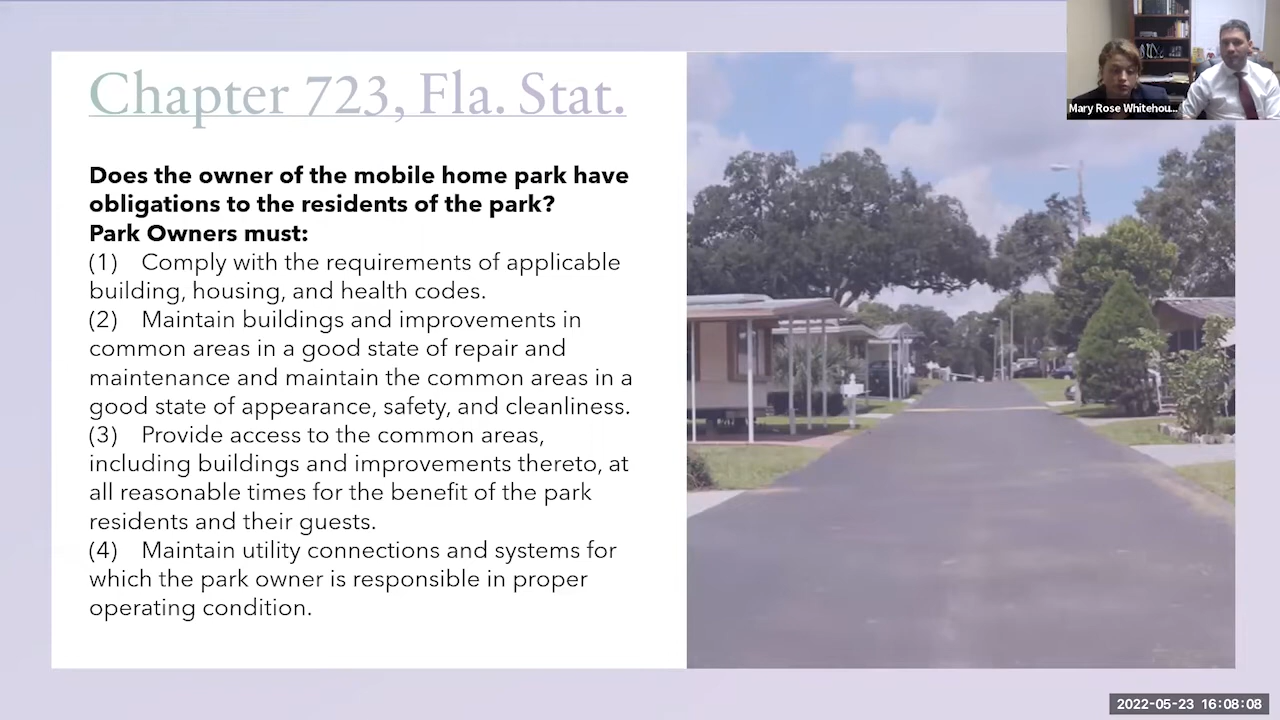 Chapter 723, Fla. Stat.
Mary Rose Whitehou...
Does the owner of the mobile home park have
obligations to the residents of the park?
Park Owners must:
(1) Comply with the requirements of applicable
building, housing, and health codes.
(2) Maintain buildings and improvements in
common areas in a good state of repair and
maintenance and maintain the common areas in a
good state of appearance, safety, and cleanliness.
(3) Provide access to the common areas,
including buildings and improvements thereto, at
all reasonable times for the benefit of the park
residents and their guests.
(4) Maintain utility connections and systems for
which the park owner is responsible in proper
operating condition.
2022-05-23 16:08:08